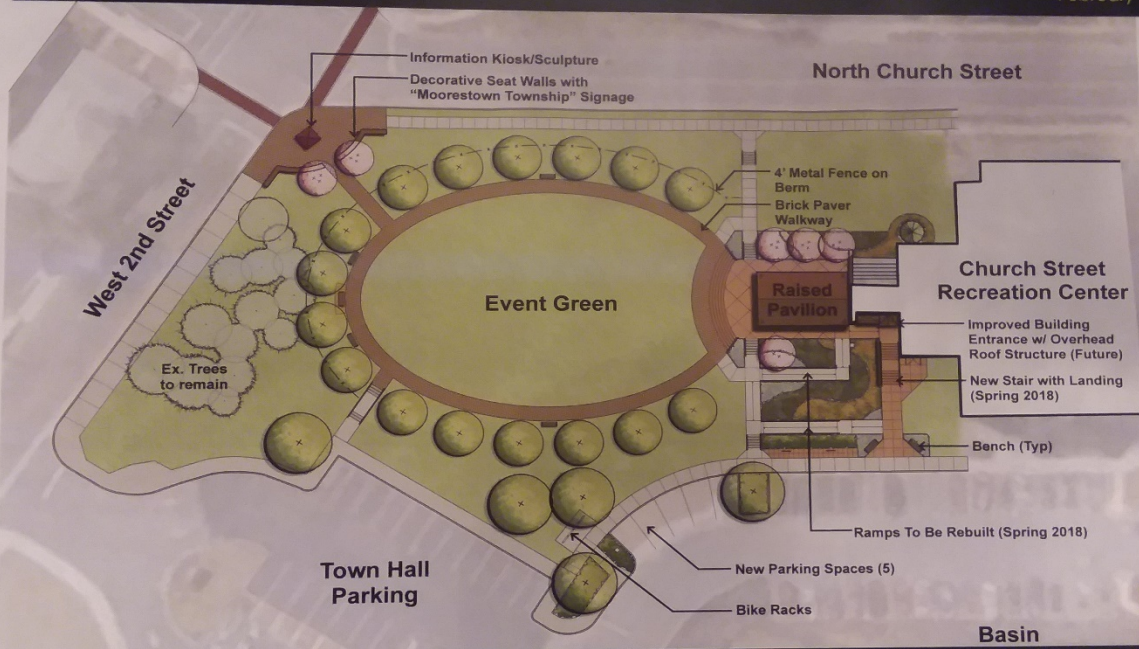 North Church Street
Information Kiosk/Sculpture
Decorative Seat Walls with
"Moorestown Township" Signage
4' Metal Fence on
Berm
Brick Paver
Walkway
West 2nd Street
Event Green
Raised
Pavilion
Church Street
Recreation Center
Improved Building
Entrance w/ Overhead
Roof Structure (Future)
Ex. Trees
to remain
New Stair with Landing
(Spring 2018)
Bench (Typ)
Ramps To Be Rebuilt (Spring 2018)
Town Hall
Parking
New Parking Spaces (5)
Bike Racks
Basin